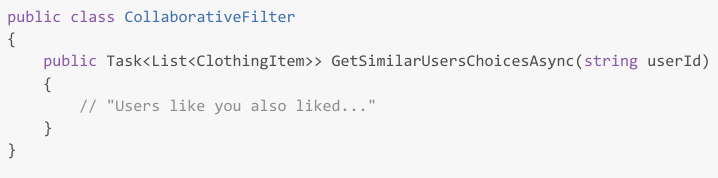 public class CollaborativeFilter
{
    public Task<List<ClothingItem>> GetSimilarUsersChoicesAsync(string userId)
    {
        // "Users like you also liked..."
    }
}